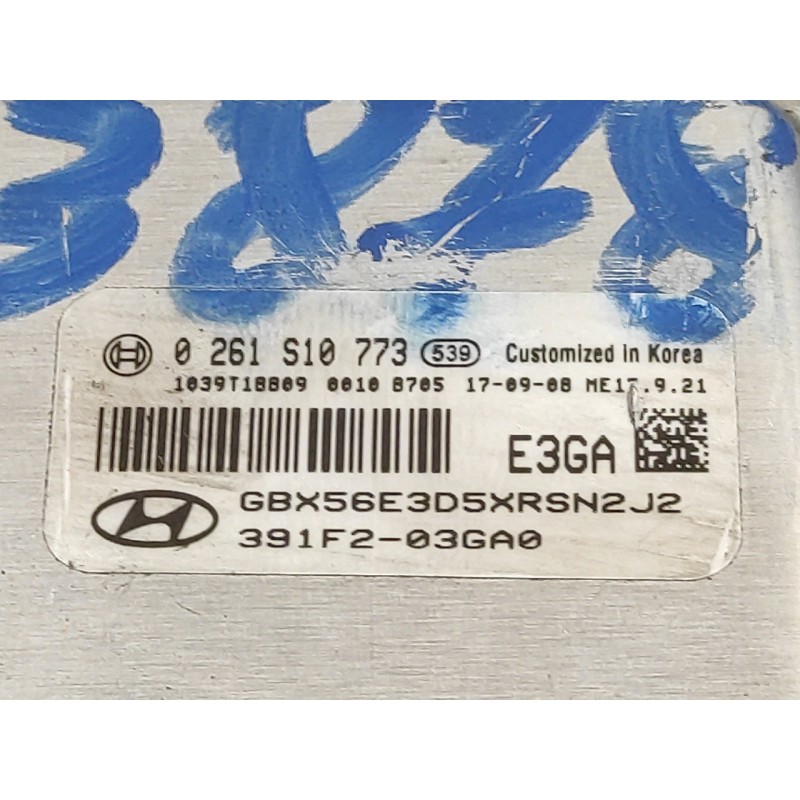 0 261 S10 773 539 Customized in Korea
1039T18809 0010 8705 17-09-08 ME17.9.21
E3GA
GBX56E3D5XRSN2J2
391F2-03GA0